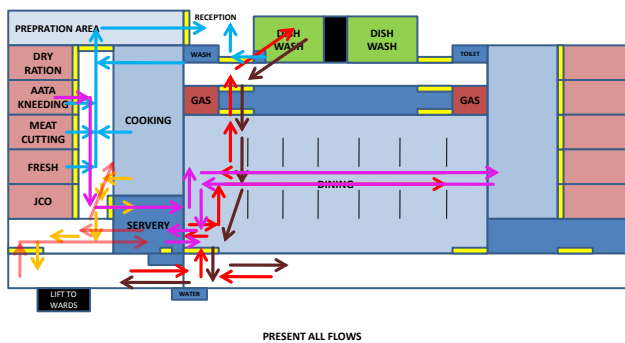 RECEPTION
PREPRATION AREA
DISH
WASH
DISH
WASH
DRY
RATION
WASH
TOILET
AATA
KNEEDING
GAS
GAS
COOKING
MEAT
CUTTING
FRESH
DINING
JCO
SERVERY
LIFT TO
WARDS
WATER
PRESENT ALL FLOWS